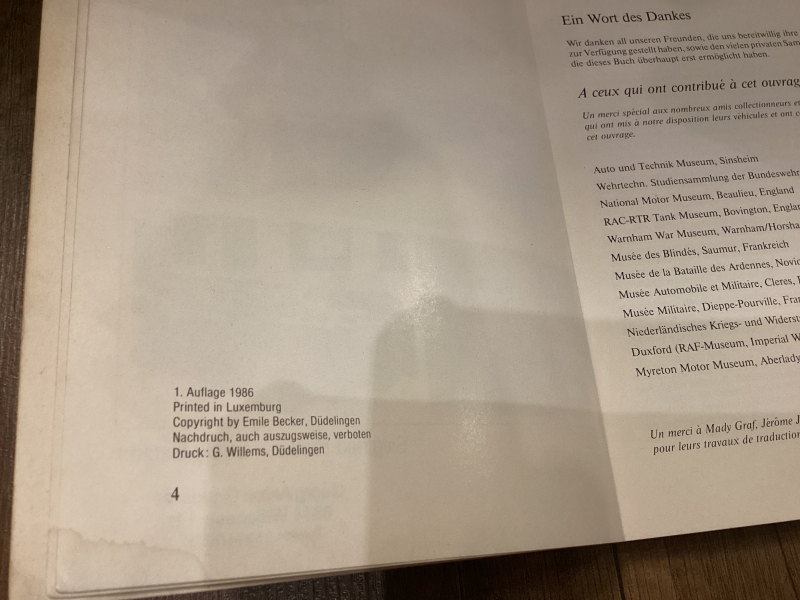 1. Auflage 1986
Printed in Luxemburg
Copyright by Emile Becker, Düdelingen
Nachdruck, auch auszugsweise, verboten
Druck: G. Willems, Düdelingen
4
Ein Wort des Dankes
Wir danken all unseren Freunden, die uns bereitwillig ihre
zur Verfügung gestellt haben, sowie den vielen privaten
die dieses Buch überhaupt erst ermöglicht haben.
A ceux qui ont contribué à cet
Un merci spécial aux nombreux amis collectionneurs
qui ont mis à notre disposition leurs véhicules et ont
cet ouvrage.
Auto und Technik Museum, Sinsheim
Wehrtechn. Studiensammlung der Bundeswehr
National Motor Museum, Beaulieu, England
RAC-RTR Tank Museum, Bovington,
Warnham War Museum,
Musée des Blindés, Saumur, Frankreich
Musée de la Bataille des Ardennes,
Musée Automobile et Militaire, Cleres,
Musée Militaire, Dieppe-Pourville,
Niederländisches Kriegs- und
Duxford (RAF-Museum, Imperial
Myreton Motor Museum, Aberlady
Un merci à Mady Graf, Jérôme
pour leurs travaux de